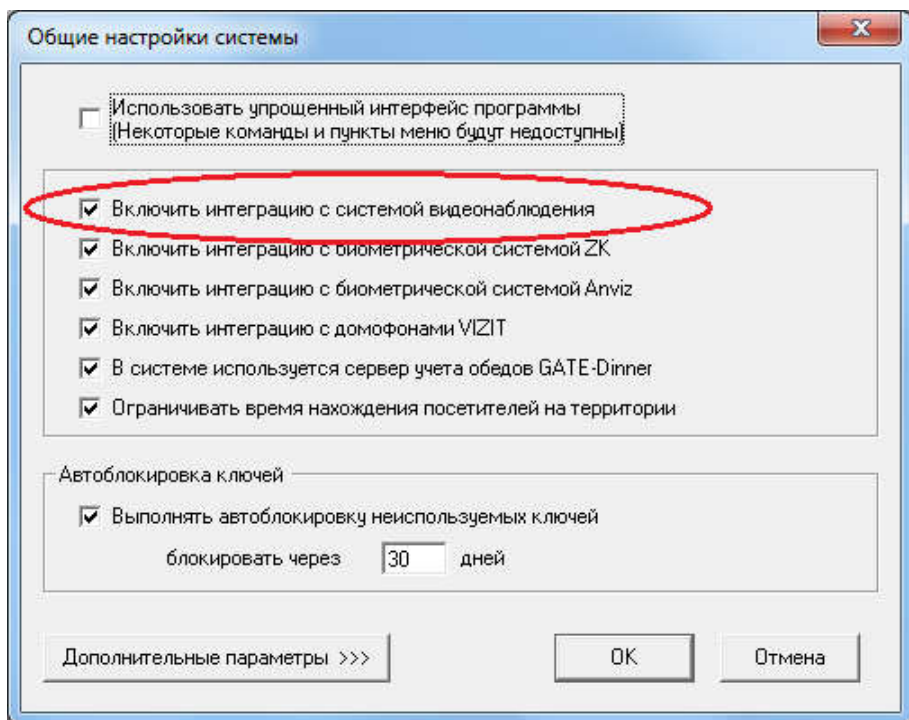 Общие настройки системы
Использовать упрощенный интерфейс программы
(Некоторые команды и пункты меню будут недоступны)
Включить интеграцию с системой видеонаблюдения
Включить интеграцию с биометрической системой ZK
Включить интеграцию с биометрической системой Anviz
Включить интеграцию с домофонами VIZIT
В системе используется сервер учета обедов GATE-Dinner
Ограничивать время нахождения посетителей на территории
Автоблокировка ключей
Выполнять автоблокировку неиспользуемых ключей
блокировать через 30 дней
Дополнительные параметры >>> OK Отмена